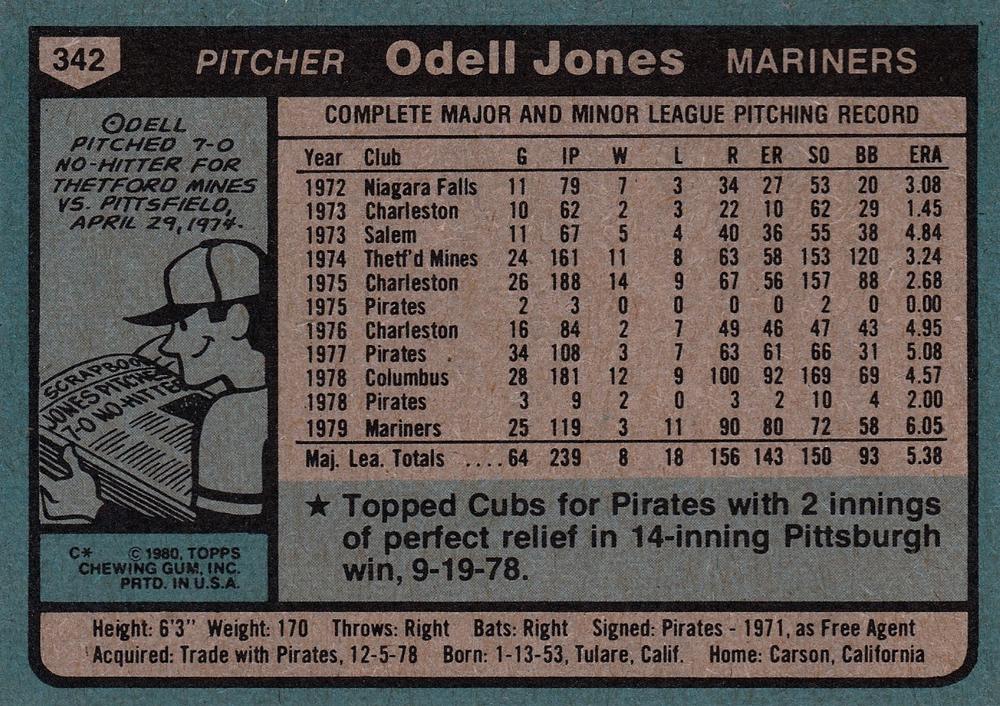 342 PITCHER Odell Jones MARINERS
ODELL
PITCHED 7-0
NO-HITTER FOR
THETFORD MINES
VS. PITTSFIELD,
APRIL 29, 1974.
SCRAPBOO
JONES PITCHE
7-0 NO-HITTER
C* © 1980, TOPPS
CHEWING GUM, INC.
PRTD. IN U.S.A.
COMPLETE MAJOR AND MINOR LEAGUE PITCHING RECORD
Year Club G IP W L R ER SO BB ERA
1972 Niagara Falls 11 79 7 3 34 27 53 20 3.08
1973 Charleston 10 62 2 3 22 10 62 29 1.45
1973 Salem 11 67 5 4 40 36 55 38 4.84
1974 Thetf'd Mines 24 161 11 8 63 58 153 120 3.24
1975 Charleston 26 188 14 9 67 56 157 88 2.68
1975 Pirates 2 3 0 0 0 0 2 0 0.00
1976 Charleston 16 84 2 7 49 46 47 43 4.95
1977 Pirates 34 108 3 7 63 61 66 31 5.08
1978 Columbus 28 181 12 9 100 92 169 69 4.57
1978 Pirates 3 9 2 0 3 2 10 4 2.00
1979 Mariners 25 119 3 11 90 80 72 58 6.05
Maj. Lea. Totals ....64 239 8 18 156 143 150 93 5.38
★ Topped Cubs for Pirates with 2 innings
of perfect relief in 14-inning Pittsburgh
win, 9-19-78.
Height: 6'3" Weight: 170 Throws: Right Bats: Right Signed: Pirates - 1971, as Free Agent
Acquired: Trade with Pirates, 12-5-78 Born: 1-13-53, Tulare, Calif. Home: Carson, California